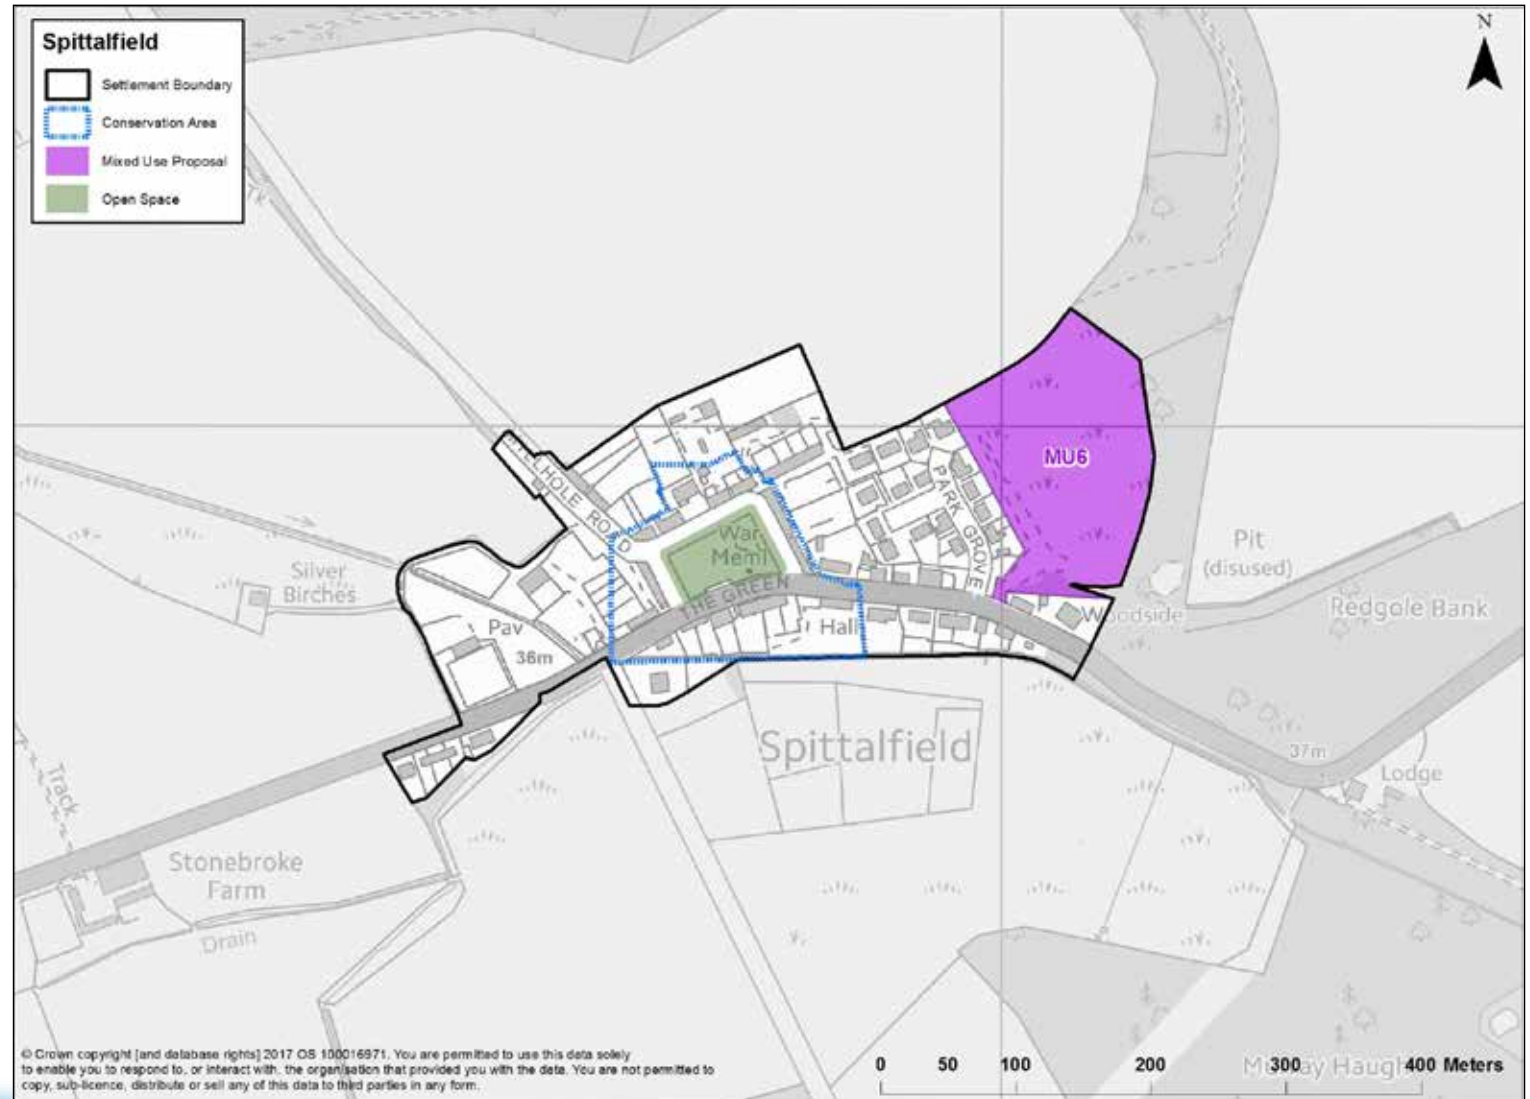 Spittalfield
Settlement Boundary
Conservation Area
Mixed Use Proposal
Open Space
N
MU6
PARK GROVE
War
Meml
THE GREEN
Hall
Pav
36m
Silver
Birches
Pit
(disused)
Redgole Bank
Woodside
Spittalfield
37m
Lodge
Track
Stonebroke
Farm
Drain
© Crown copyright [and database rights] 2017 OS 100016971. You are permitted to use this data solely
to enable you to respond to, or interact with, the organisation that provided you with the data. You are not permitted to
copy, sub-licence, distribute or sell any of this data to third parties in any form.
0 50 100 200 300 400 Meters